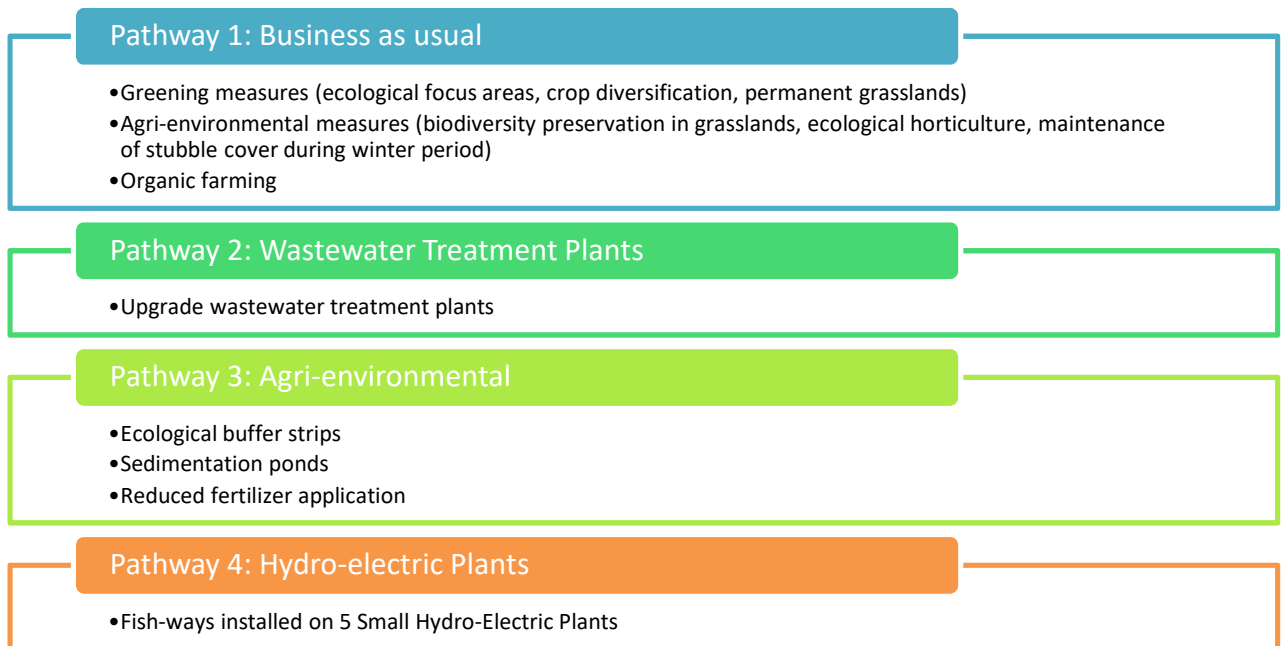 Pathway 1: Business as usual
•Greening measures (ecological focus areas, crop diversification, permanent grasslands)
•Agri-environmental measures (biodiversity preservation in grasslands, ecological horticulture, maintenance
of stubble cover during winter period)
•Organic farming
Pathway 2: Wastewater Treatment Plants
•Upgrade wastewater treatment plants
Pathway 3: Agri-environmental
•Ecological buffer strips
•Sedimentation ponds
•Reduced fertilizer application
Pathway 4: Hydro-electric Plants
•Fish-ways installed on 5 Small Hydro-Electric Plants